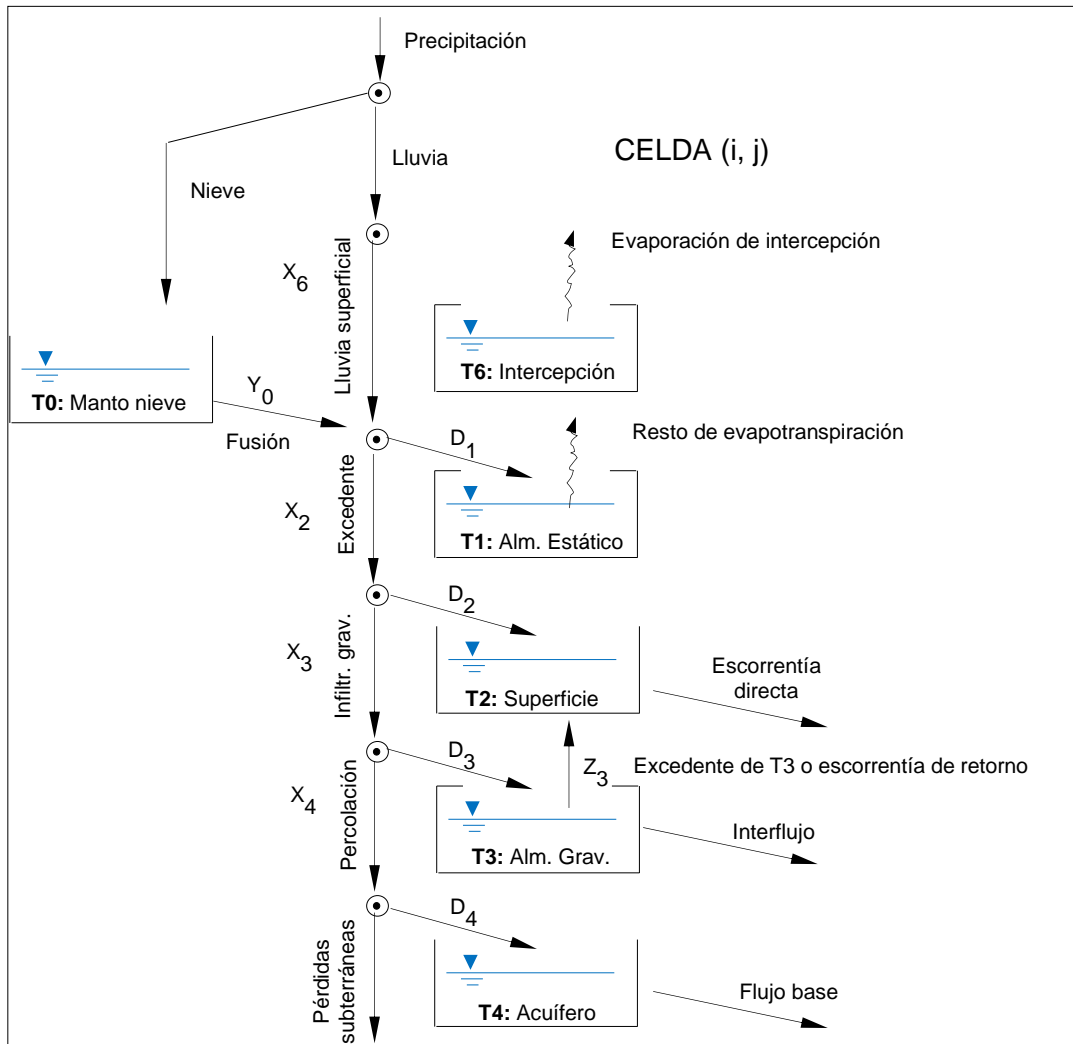 Precipitación
CELDA (i, j)
Lluvia
Nieve
Evaporación de intercepción
X6
Lluvia superficial
T6: Intercepción
T0: Manto nieve
Y0
Fusión
Resto de evapotranspiración
D1
X2
Excedente
T1: Alm. Estático
D2
X3
Infiltr. grav.
Escorrentía
directa
T2: Superficie
D3
Z3
Excedente de T3 o escorrentía de retorno
X4
Percolación
Interflujo
T3: Alm. Grav.
D4
Pérdidas
subterráneas
Flujo base
T4: Acuífero